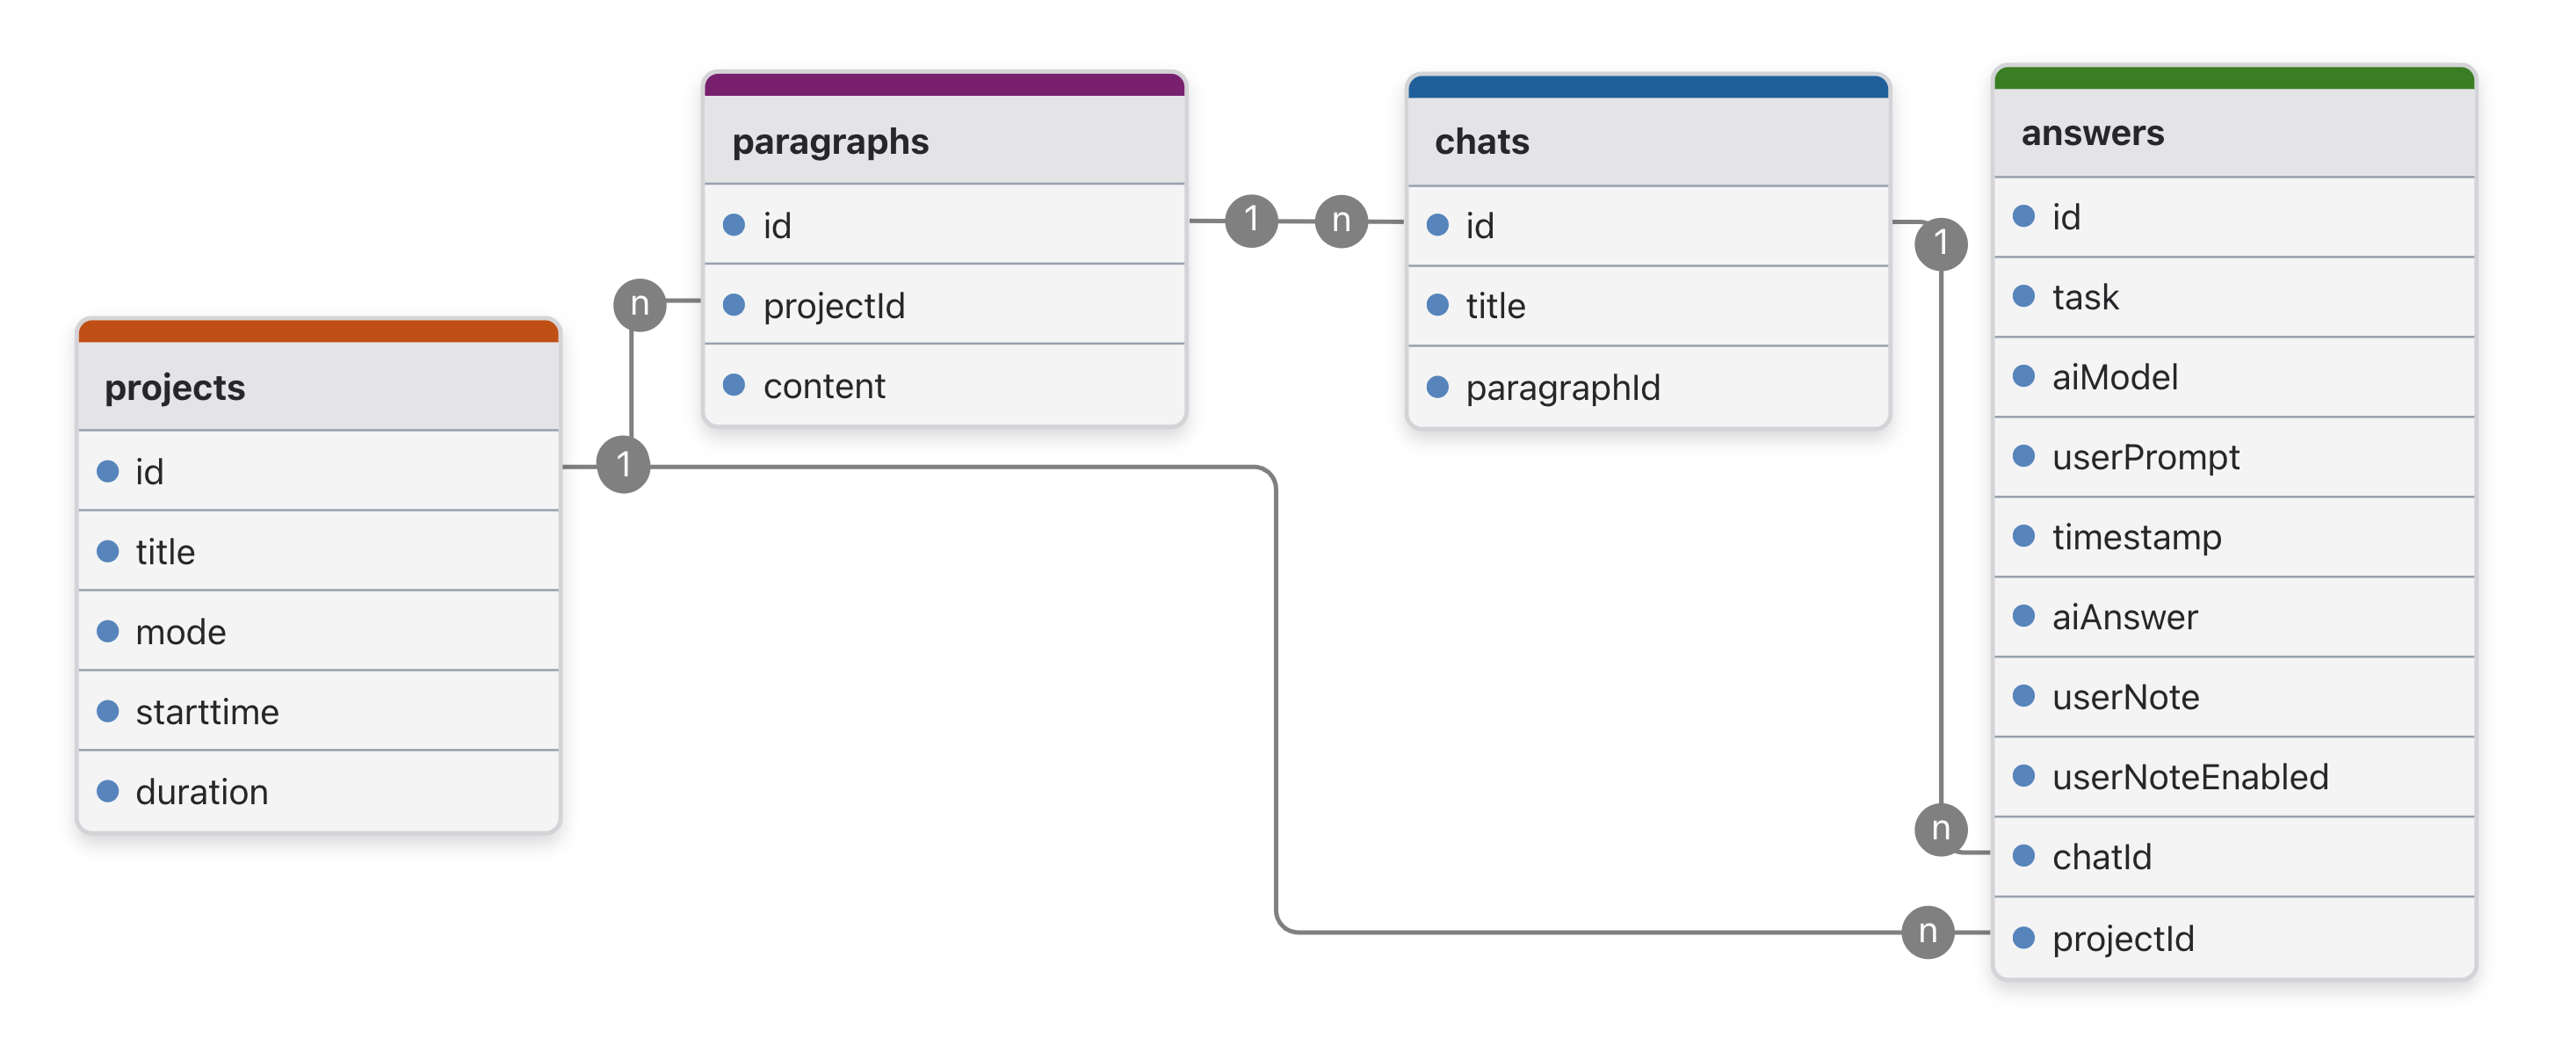 projects
id
title
mode
starttime
duration
1
n
paragraphs
id
projectId
content
1
n
chats
id
title
paragraphId
1
n
n
answers
id
task
aiModel
userPrompt
timestamp
aiAnswer
userNote
userNoteEnabled
chatId
projectId